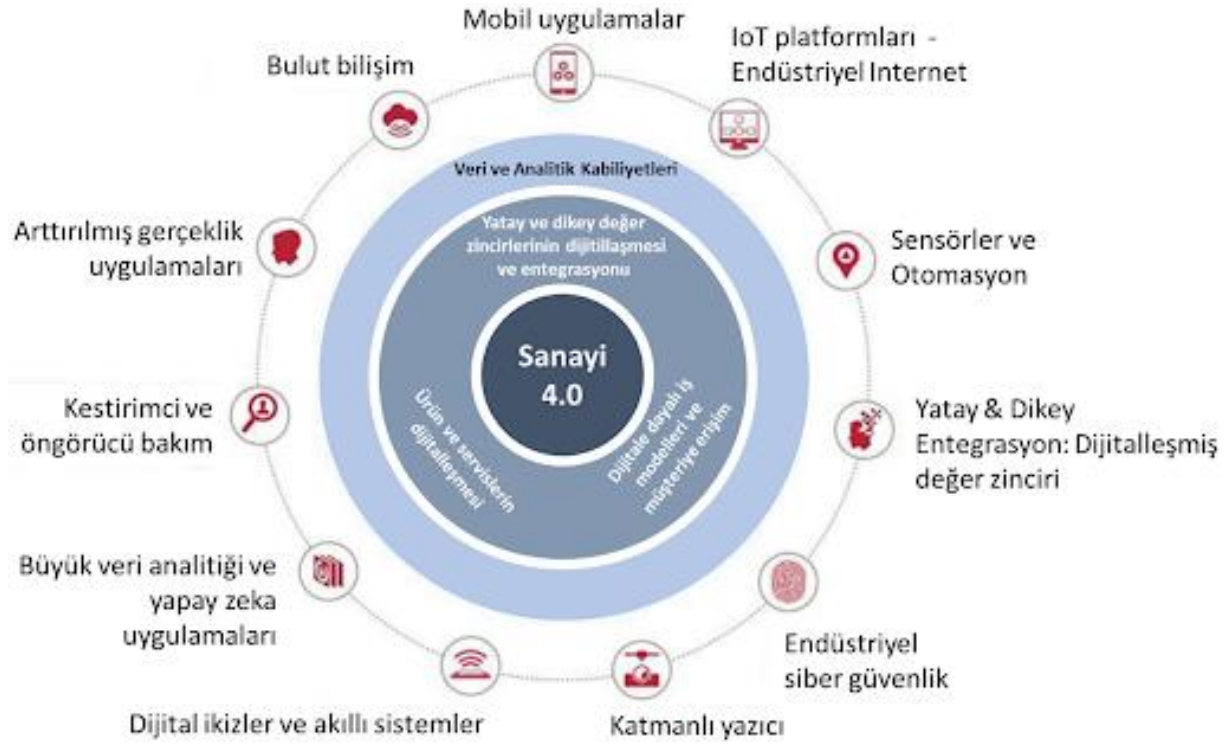 Mobil uygulamalar
IoT platformları -
Endüstriyel Internet
Bulut bilişim
Veri ve Analitik Kabiliyetleri
Yatay ve dikey değer
zincirlerinin dijitillaşmesi
ve entegrasyonu
Arttırılmış gerçeklik
uygulamaları
Sensörler ve
Otomasyon
Sanayi
4.0
Kestirimci ve
öngörücü bakım
Ürün ve servislerin
dijitalleşmesi
Dijitale dayalı iş
modelleri ve
müşteriye erişim
Yatay & Dikey
Entegrasyon: Dijitalleşmiş
değer zinciri
Büyük veri analitiği ve
yapay zeka
uygulamaları
Endüstriyel
siber güvenlik
Dijital ikizler ve akıllı sistemler
Katmanlı yazıcı